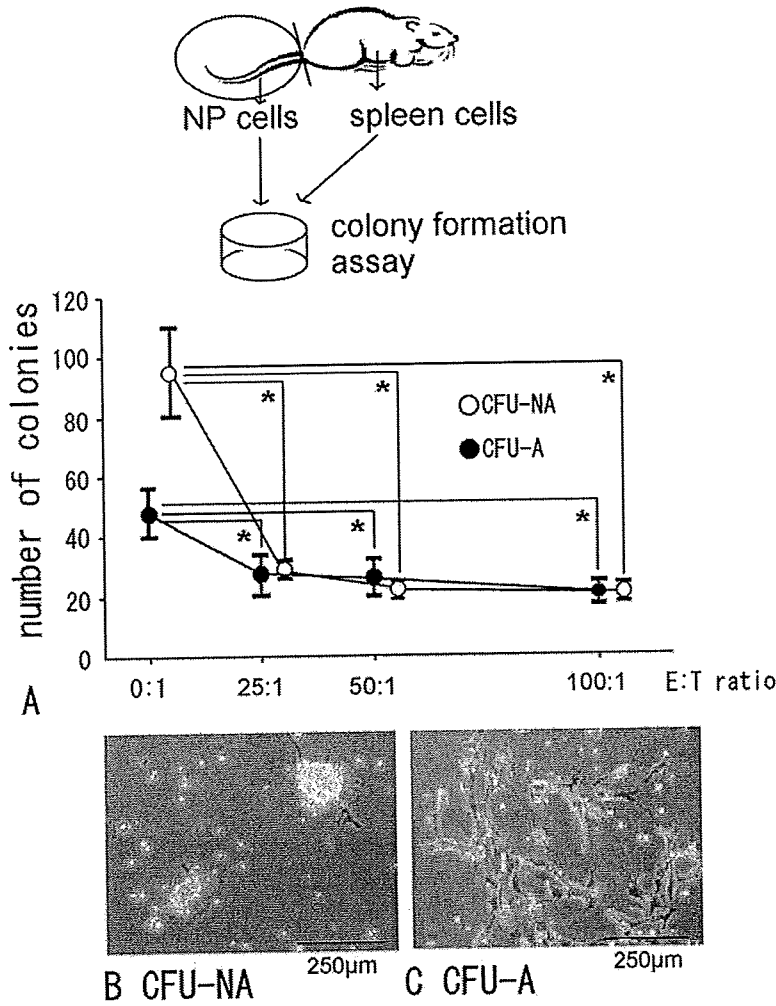 NP cells spleen cells
colony formation
assay
number of colonies
120
100
80
60
40
20
0
CFU-NA
CFU-A
*
*
*
*
*
*
0:1 25:1 50:1 100:1 E:T ratio
A
250µm 250µm
B CFU-NA C CFU-A